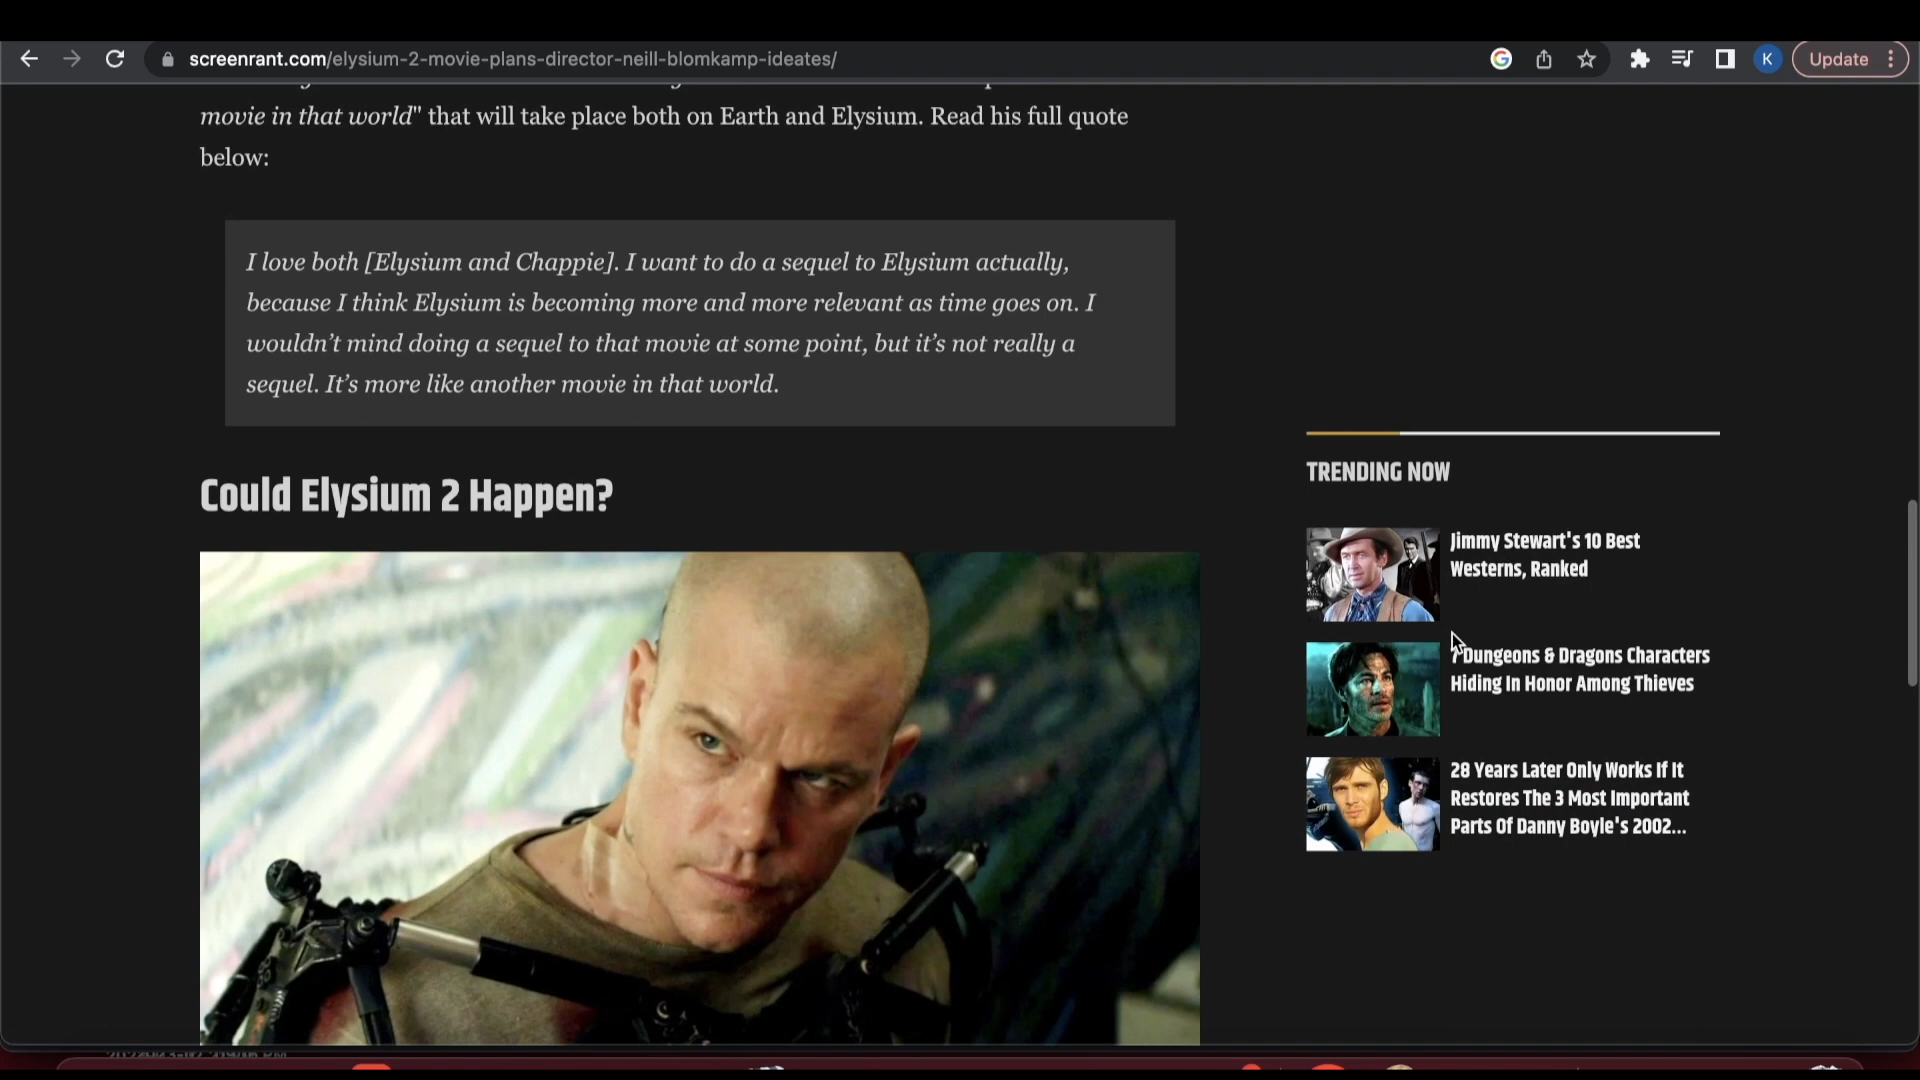 screenrant.com/elysium-2-movie-plans-director-neill-blomkamp-ideates/
K
Update
movie in that world" that will take place both on Earth and Elysium. Read his full quote
below:
I love both [Elysium and Chappie]. I want to do a sequel to Elysium actually,
because I think Elysium is becoming more and more relevant as time goes on. I
wouldn't mind doing a sequel to that movie at some point, but it's not really a
sequel. It's more like another movie in that world.
Could Elysium 2 Happen?
TRENDING NOW
Jimmy Stewart's 10 Best
Westerns, Ranked
Dungeons & Dragons Characters
Hiding In Honor Among Thieves
28 Years Later Only Works If It
Restores The 3 Most Important
Parts Of Danny Boyle's 2002...